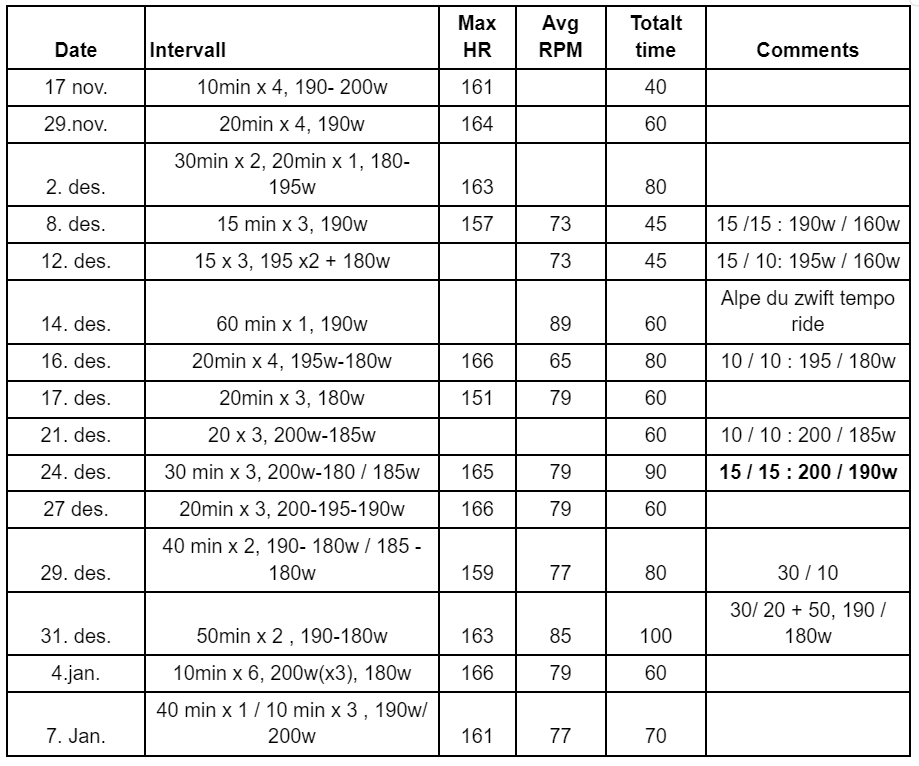 Date Intervall Max HR Avg RPM Totalt time Comments
17 nov. 10min x 4, 190- 200w 161 40
29.nov. 20min x 4, 190w 164 60
2. des. 30min x 2, 20min x 1, 180-195w 163 80
8. des. 15 min x 3, 190w 157 73 45 15 /15 : 190w / 160w
12. des. 15 x 3, 195 x2 + 180w 73 45 15 / 10: 195w / 160w
14. des. 60 min x 1, 190w 89 60 Alpe du zwift tempo ride
16. des. 20min x 4, 195w-180w 166 65 80 10 / 10 : 195 / 180w
17. des. 20min x 3, 180w 151 79 60
21. des. 20 x 3, 200w-185w 60 10 / 10 : 200 / 185w
24. des. 30 min x 3, 200w-180 / 185w 165 79 90 15 / 15 : 200 / 190w
27 des. 20min x 3, 200-195-190w 166 79 60
29. des. 40 min x 2, 190- 180w / 185 - 180w 159 77 80 30 / 10
31. des. 50min x 2 , 190-180w 163 85 100 30/ 20 + 50, 190 / 180w
4.jan. 10min x 6, 200w(x3), 180w 166 79 60
7. Jan. 40 min x 1 / 10 min x 3 , 190w/ 200w 161 77 70